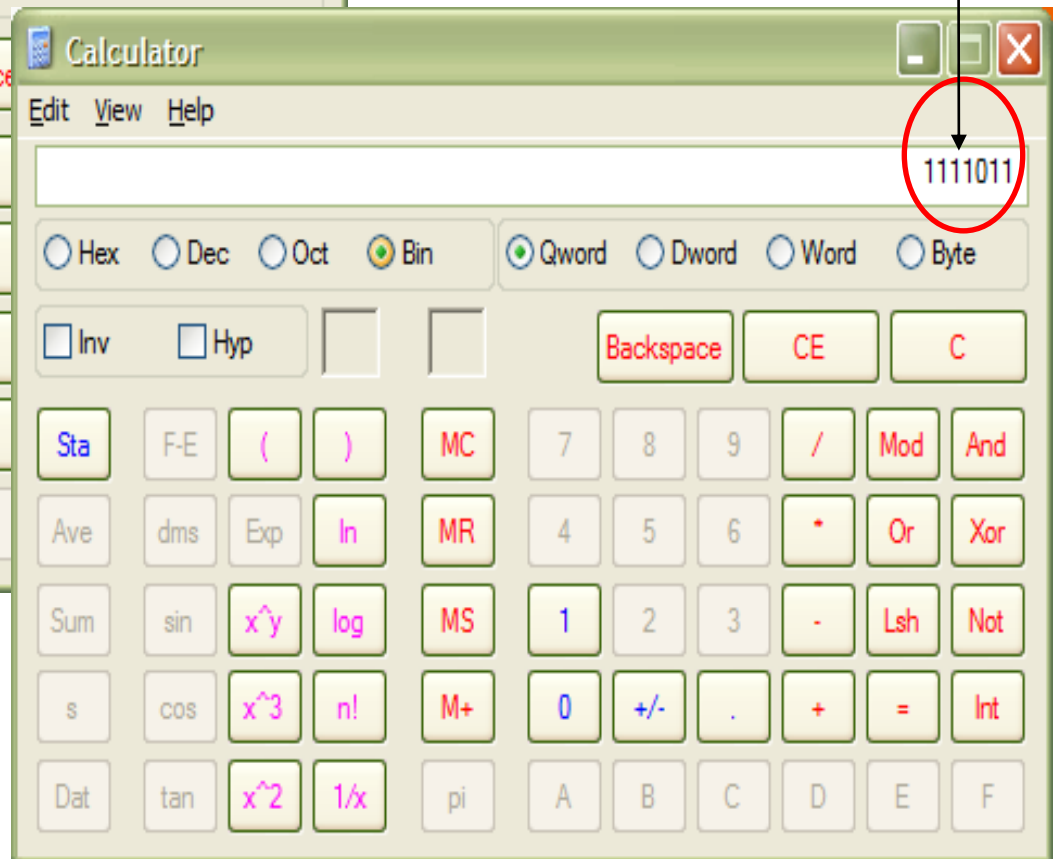 Calculator
ce
Edit View Help
1111011
Hex Dec Oct Bin Qword Dword Word Byte
Inv Hyp Backspace CE C
Sta F-E ( ) MC 7 8 9 / Mod And
Ave dms Exp ln MR 4 5 6 * Or Xor
Sum sin x^y log MS 1 2 3 - Lsh Not
s cos x^3 n! M+ 0 +/- . + = Int
Dat tan x^2 1/x pi A B C D E F